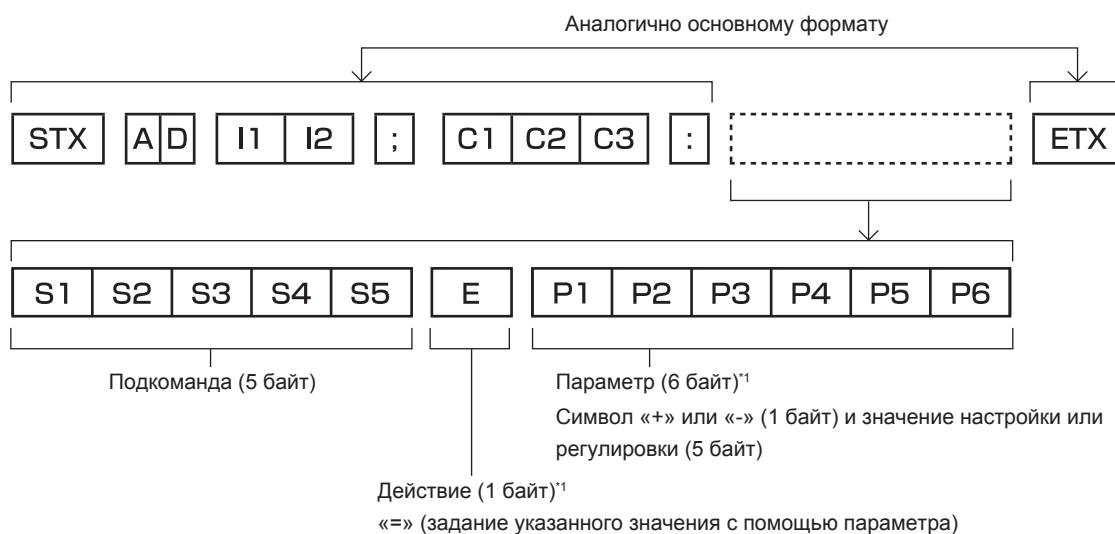 Аналогично основному формату
STX A D I1 I2 ; C1 C2 C3 : ETX
S1 S2 S3 S4 S5 E P1 P2 P3 P4 P5 P6
Подкоманда (5 байт)
Параметр (6 байт)*1
Символ «+» или «-» (1 байт) и значение настройки или
регулировки (5 байт)
Действие (1 байт)*1
«=» (задание указанного значения с помощью параметра)